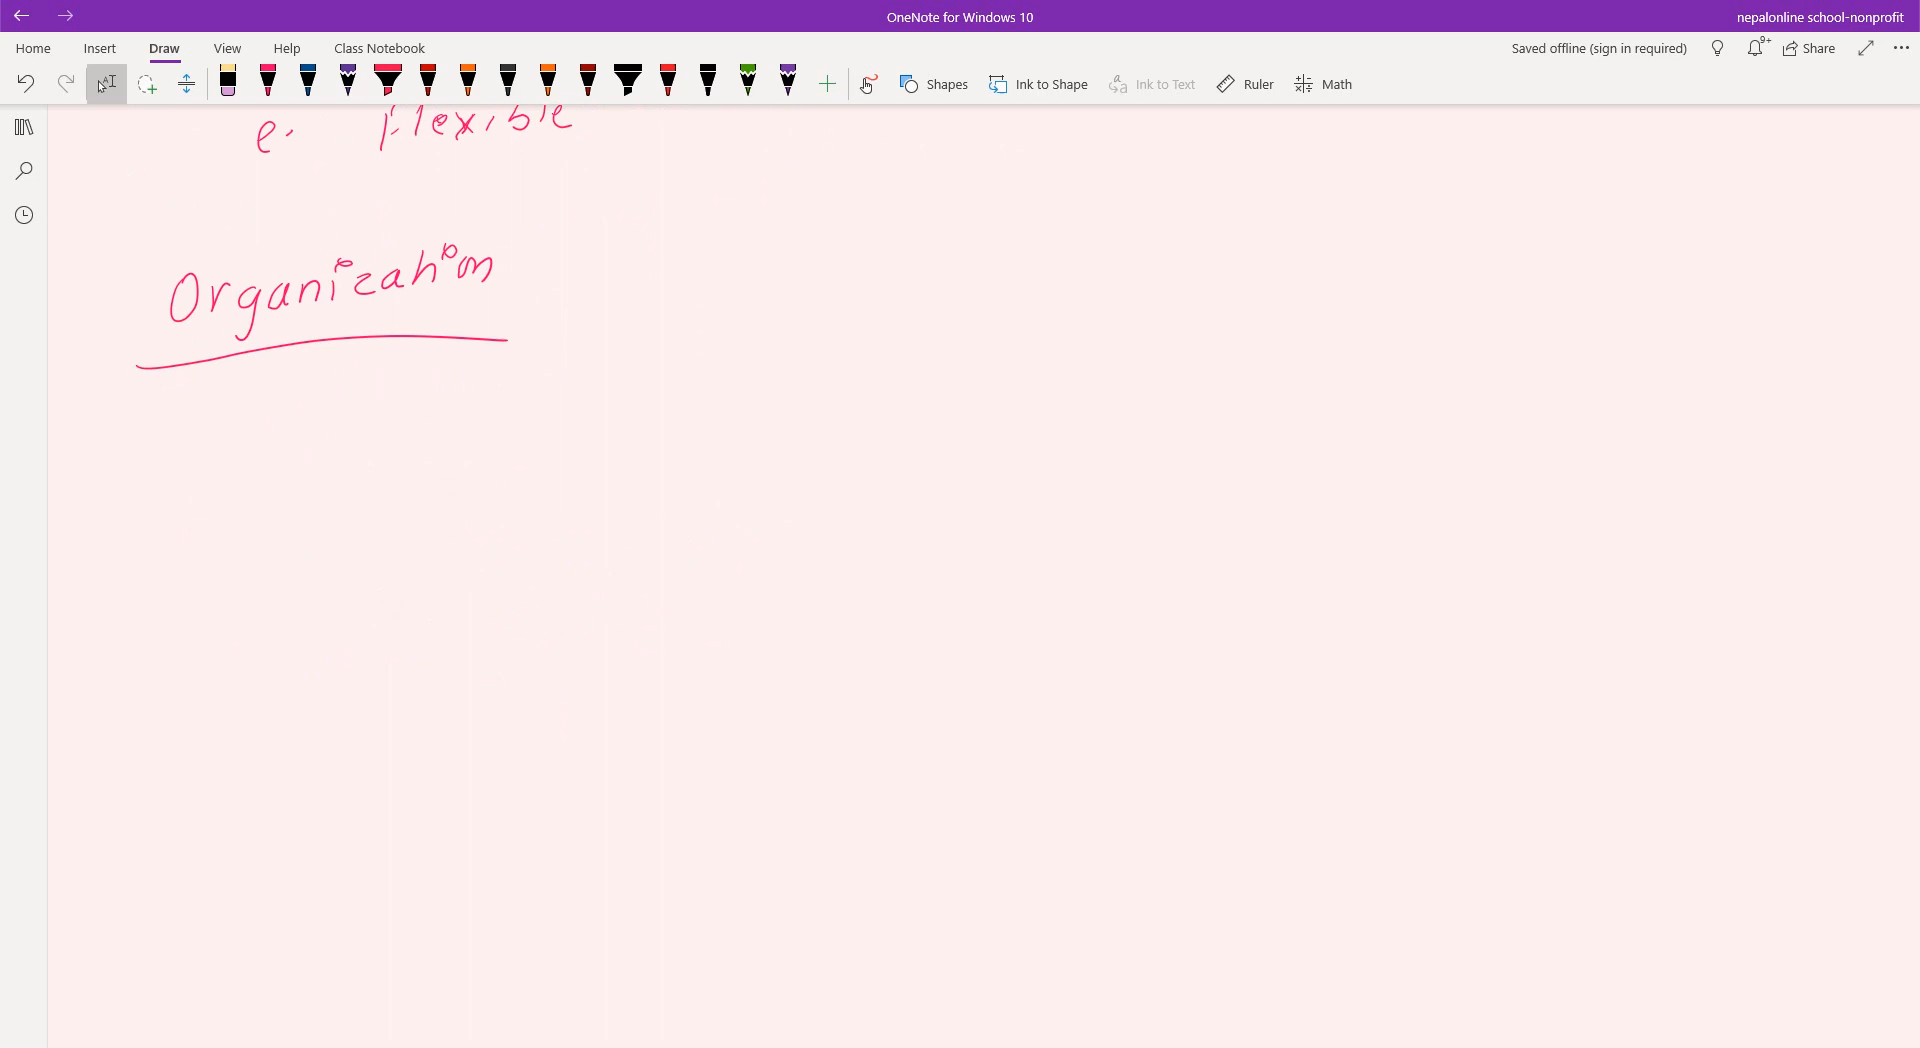 OneNote for Windows 10
nepalonline school-nonprofit
Home Insert Draw View Help Class Notebook
Saved offline (sign in required) 9+ Share
Shapes Ink to Shape Ink to Text Ruler Math
e. Flexible
Organization